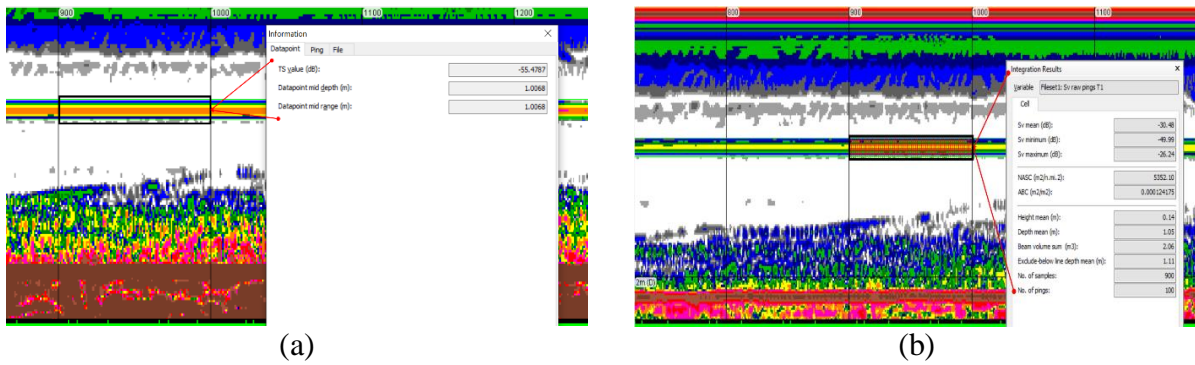 900 1000 1100 1200
Information
Datapoint Ping File
TS value (dB): -55.4787
Datapoint mid depth (m): 1.0068
Datapoint mid range (m): 1.0068
(a)
800 900 1000 1100
Integration Results
Variable Fileset1: Sv raw pings T1
Cell
Sv mean (dB): -30.48
Sv minimum (dB): -49.99
Sv maximum (dB): -26.24
NASC (m2/n.mi.2): 5352.10
ABC (m2/m2): 0.000124175
Height mean (m): 0.14
Depth mean (m): 1.05
Beam volume sum (m3): 2.06
Exclude-below line depth mean (m): 1.11
No. of samples: 900
No. of pings: 100
2m (D)
(b)